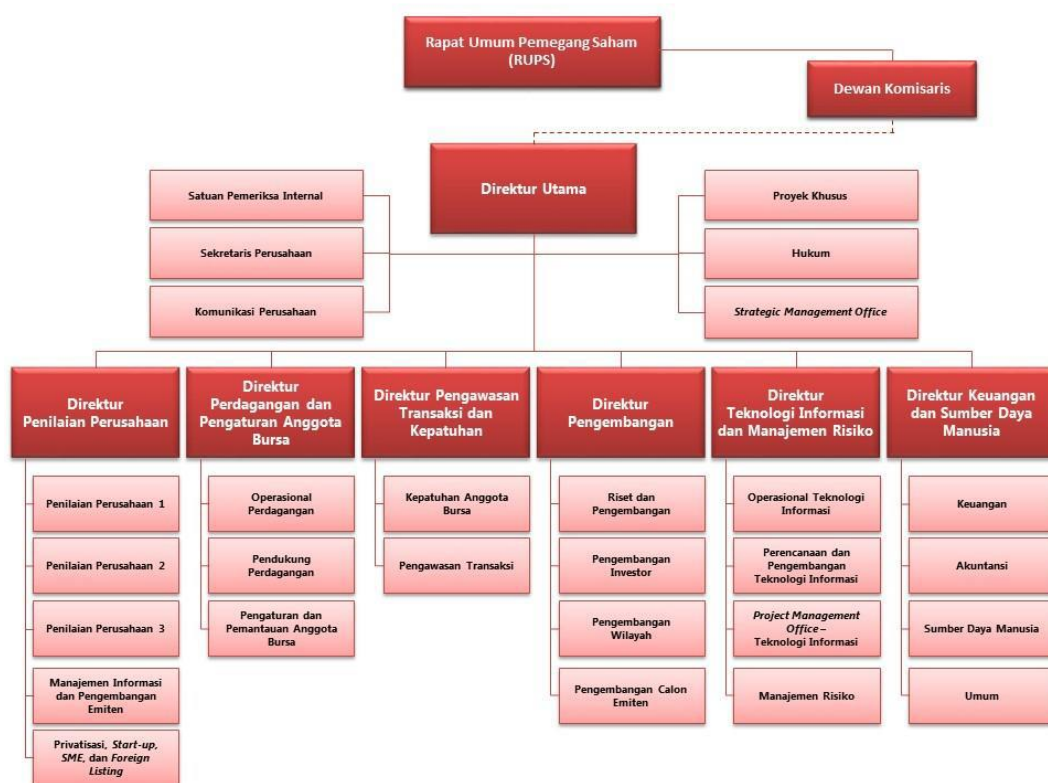 Rapat Umum Pemegang Saham
(RUPS)
Dewan Komisaris
Direktur Utama
Satuan Pemeriksa Internal
Sekretaris Perusahaan
Komunikasi Perusahaan
Proyek Khusus
Hukum
Strategic Management Office
Direktur
Penilaian Perusahaan
Penilaian Perusahaan 1
Penilaian Perusahaan 2
Penilaian Perusahaan 3
Manajemen Informasi
dan Pengembangan
Emiten
Privatisasi, Start-up,
SME, dan Foreign
Listing
Direktur
Perdagangan dan
Pengaturan Anggota
Bursa
Operasional
Perdagangan
Pendukung
Perdagangan
Pengaturan dan
Pemantauan Anggota
Bursa
Direktur Pengawasan
Transaksi dan
Kepatuhan
Kepatuhan Anggota
Bursa
Pengawasan Transaksi
Direktur
Pengembangan
Riset dan
Pengembangan
Pengembangan
Investor
Pengembangan
Wilayah
Pengembangan Calon
Emiten
Direktur
Teknologi Informasi
dan Manajemen Risiko
Operasional Teknologi
Informasi
Perencanaan dan
Pengembangan
Teknologi Informasi
Project Management
Office –
Teknologi Informasi
Manajemen Risiko
Direktur Keuangan
dan Sumber Daya
Manusia
Keuangan
Akuntansi
Sumber Daya Manusia
Umum